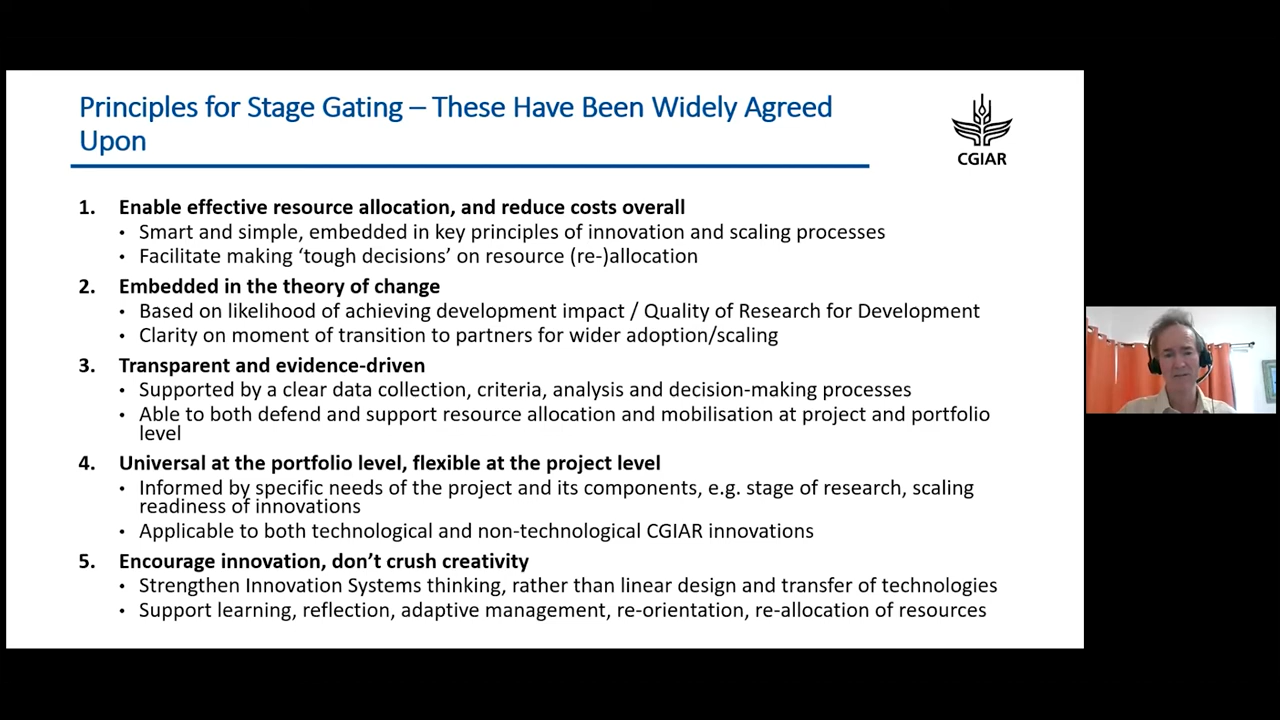 Principles for Stage Gating – These Have Been Widely Agreed
Upon
CGIAR
1. Enable effective resource allocation, and reduce costs overall
• Smart and simple, embedded in key principles of innovation and scaling processes
• Facilitate making ‘tough decisions’ on resource (re-)allocation
2. Embedded in the theory of change
• Based on likelihood of achieving development impact / Quality of Research for Development
• Clarity on moment of transition to partners for wider adoption/scaling
3. Transparent and evidence-driven
• Supported by a clear data collection, criteria, analysis and decision-making processes
• Able to both defend and support resource allocation and mobilisation at project and portfolio
level
4. Universal at the portfolio level, flexible at the project level
• Informed by specific needs of the project and its components, e.g. stage of research, scaling
readiness of innovations
• Applicable to both technological and non-technological CGIAR innovations
5. Encourage innovation, don’t crush creativity
• Strengthen Innovation Systems thinking, rather than linear design and transfer of technologies
• Support learning, reflection, adaptive management, re-orientation, re-allocation of resources